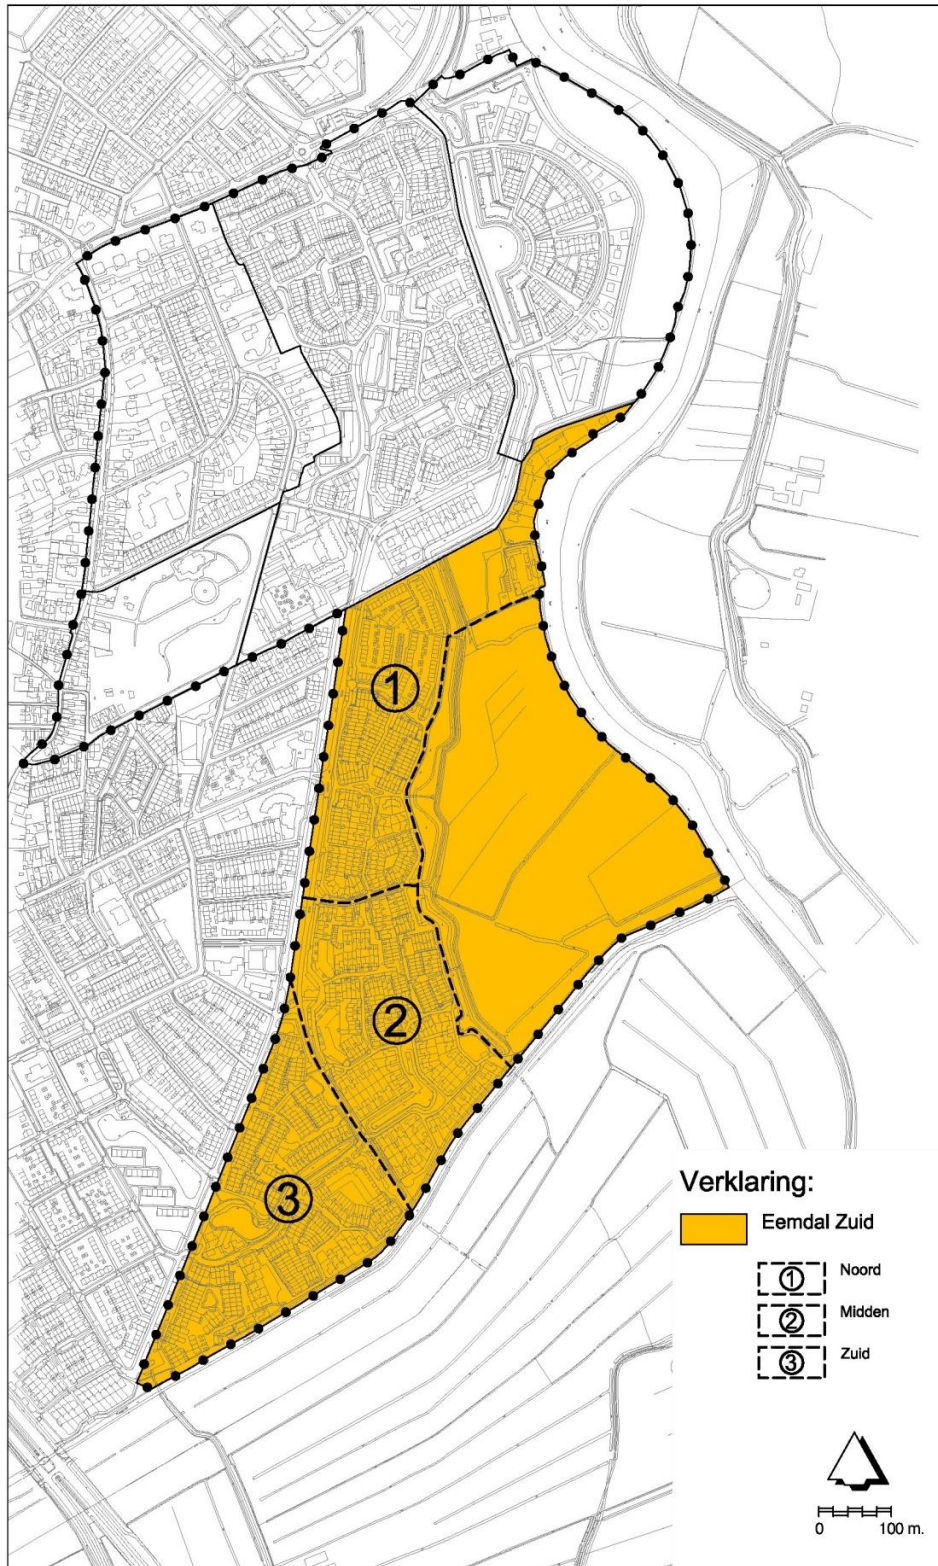 1
2
3
Verklaring:
Eemdal Zuid
1 Noord
2 Midden
3 Zuid
0 100 m.